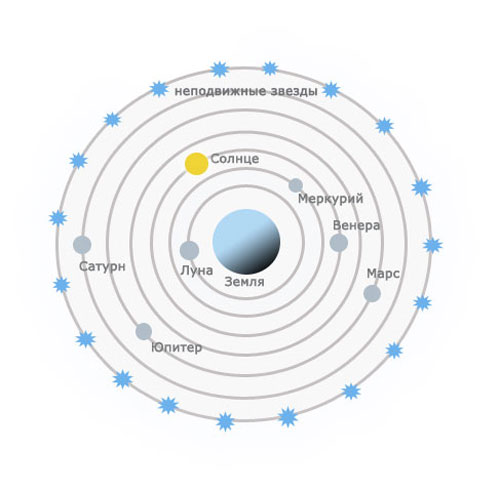 неподвижные звезды
Солнце
Меркурий
Венера
Сатурн
Луна
Марс
Земля
Юпитер